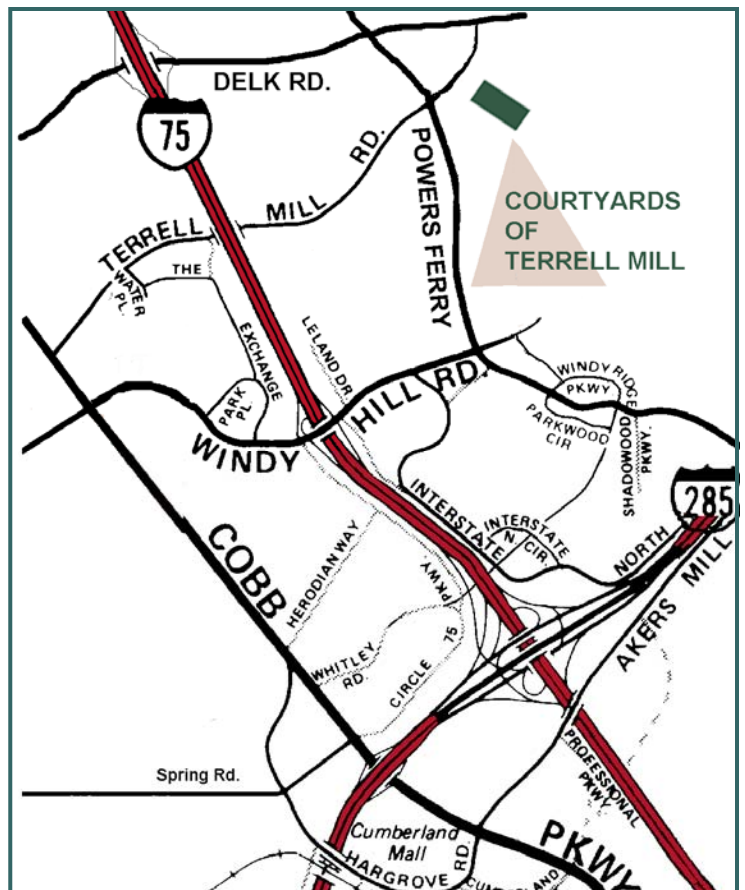 DELK RD.
75
TERRELL MILL RD.
POWERS FERRY
COURTYARDS
OF
TERRELL MILL
WATER
PL.
THE EXCHANGE
LELAND DR.
PARK
PL.
WINDY HILL RD.
WINDY RIDGE
PKWY.
PARKWOOD
CIR
SHADOWOOD
PKWY.
285
INTERSTATE NORTH
INTERSTATE
N. CIR.
PKWY.
AKERS MILL
COBB PKWY
HERODIAN WAY
WHITLEY
RD.
CIRCLE 75
PROFESSIONAL
PKWY
Spring Rd.
Cumberland
Mall
HARGROVE RD.
CUMBERLAND